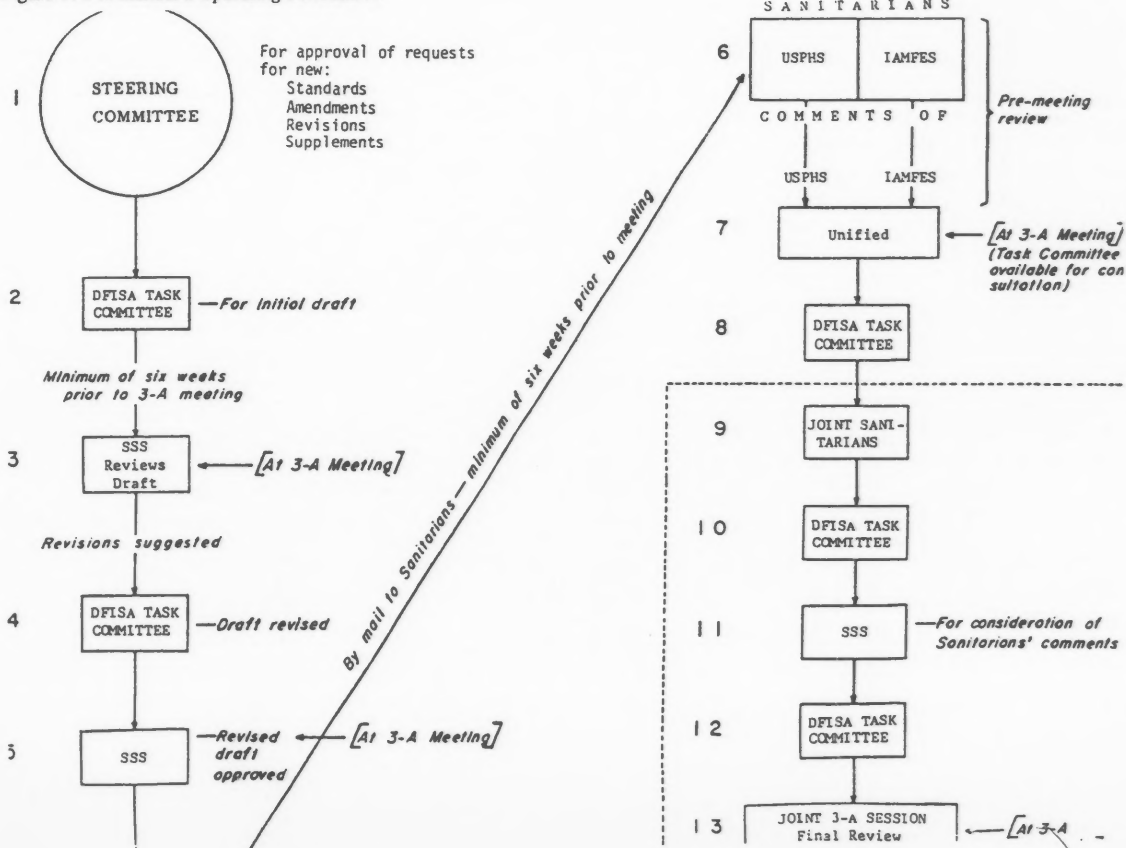 1
STEERING
COMMITTEE
For approval of requests
for new:
Standards
Amendments
Revisions
Supplements
2
DFISA TASK
COMMITTEE
For initial draft
Minimum of six weeks
prior to 3-A meeting
3
SSS
Reviews
Draft
[At 3-A Meeting]
Revisions suggested
4
DFISA TASK
COMMITTEE
Draft revised
5
SSS
Revised
draft
approved
[At 3-A Meeting]
By mail to Sanitarians — minimum of six weeks prior to meeting
SANITARIANS
6
USPHS
IAMFES
COMMENTS OF
Pre-meeting
review
USPHS
IAMFES
7
Unified
[At 3-A Meeting]
(Task Committee
available for con
sultation)
8
DFISA TASK
COMMITTEE
9
JOINT SANI-
TARIANS
10
DFISA TASK
COMMITTEE
11
SSS
For consideration of
Sanitarians' comments
12
DFISA TASK
COMMITTEE
13
JOINT 3-A SESSION
Final Review
[At 3-A